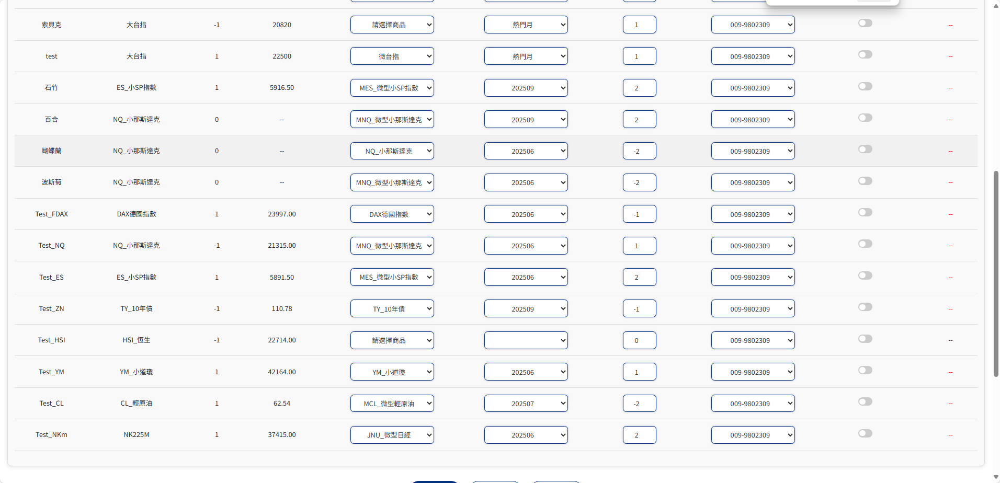 索貝克 大台指 -1 20820 請選擇商品 熱門月 1 009-9802309 --
test 大台指 1 22500 微台指 熱門月 1 009-9802309 --
石竹 ES_小SP指數 1 5916.50 MES_微型小SP指數 202509 2 009-9802309 --
百合 NQ_小那斯達克 0 -- MNQ_微型小那斯達克 202509 2 009-9802309 --
蝴蝶蘭 NQ_小那斯達克 0 -- NQ_小那斯達克 202506 -2 009-9802309 --
波斯菊 NQ_小那斯達克 0 -- MNQ_微型小那斯達克 202506 -2 009-9802309 --
Test_FDAX DAX德國指數 1 23997.00 DAX德國指數 202506 -1 009-9802309 --
Test_NQ NQ_小那斯達克 -1 21315.00 MNQ_微型小那斯達克 202506 1 009-9802309 --
Test_ES ES_小SP指數 1 5891.50 MES_微型小SP指數 202506 2 009-9802309 --
Test_ZN TY_10年債 -1 110.78 TY_10年債 202509 -1 009-9802309 --
Test_HSI HSI_恆生 -1 22714.00 請選擇商品 0 009-9802309 --
Test_YM YM_小道瓊 1 42164.00 YM_小道瓊 202506 1 009-9802309 --
Test_CL CL_輕原油 1 62.54 MCL_微型輕原油 202507 -2 009-9802309 --
Test_NKm NK225M 1 37415.00 JNU_微型日經 202506 2 009-9802309 --